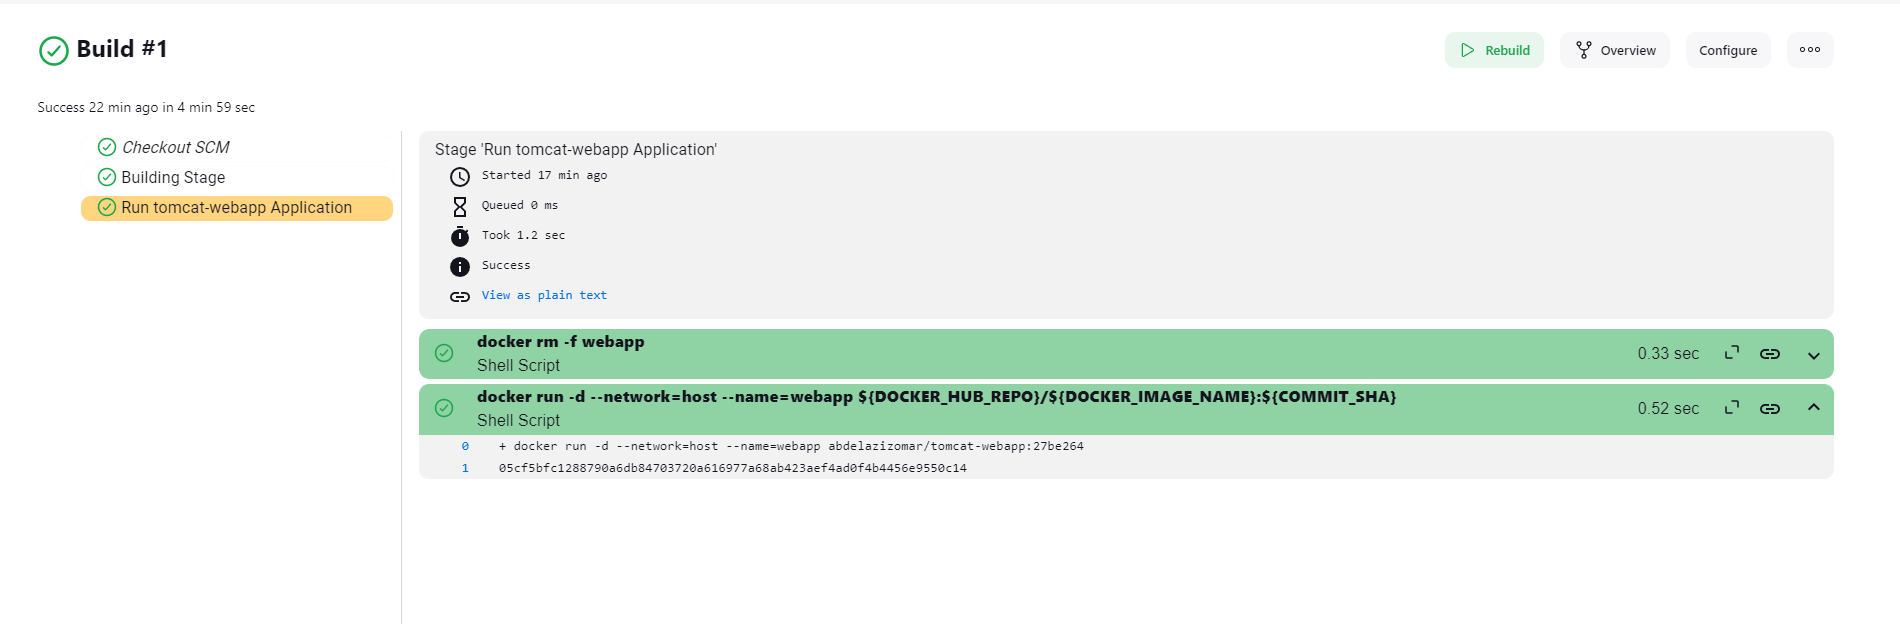 Build #1
Rebuild
Overview
Configure
Success 22 min ago in 4 min 59 sec
Checkout SCM
Building Stage
Run tomcat-webapp Application
Stage 'Run tomcat-webapp Application'
Started 17 min ago
Queued 0 ms
Took 1.2 sec
Success
View as plain text
docker rm -f webapp
Shell Script
0.33 sec
docker run -d --network=host --name=webapp ${DOCKER_HUB_REPO}/${DOCKER_IMAGE_NAME}:${COMMIT_SHA}
Shell Script
0.52 sec
0 + docker run -d --network=host --name=webapp abdelazizomar/tomcat-webapp:27be264
1 05cf5bfc1288790a6db84703720a616977a68ab423aef4ad0f4b4456e9550c14